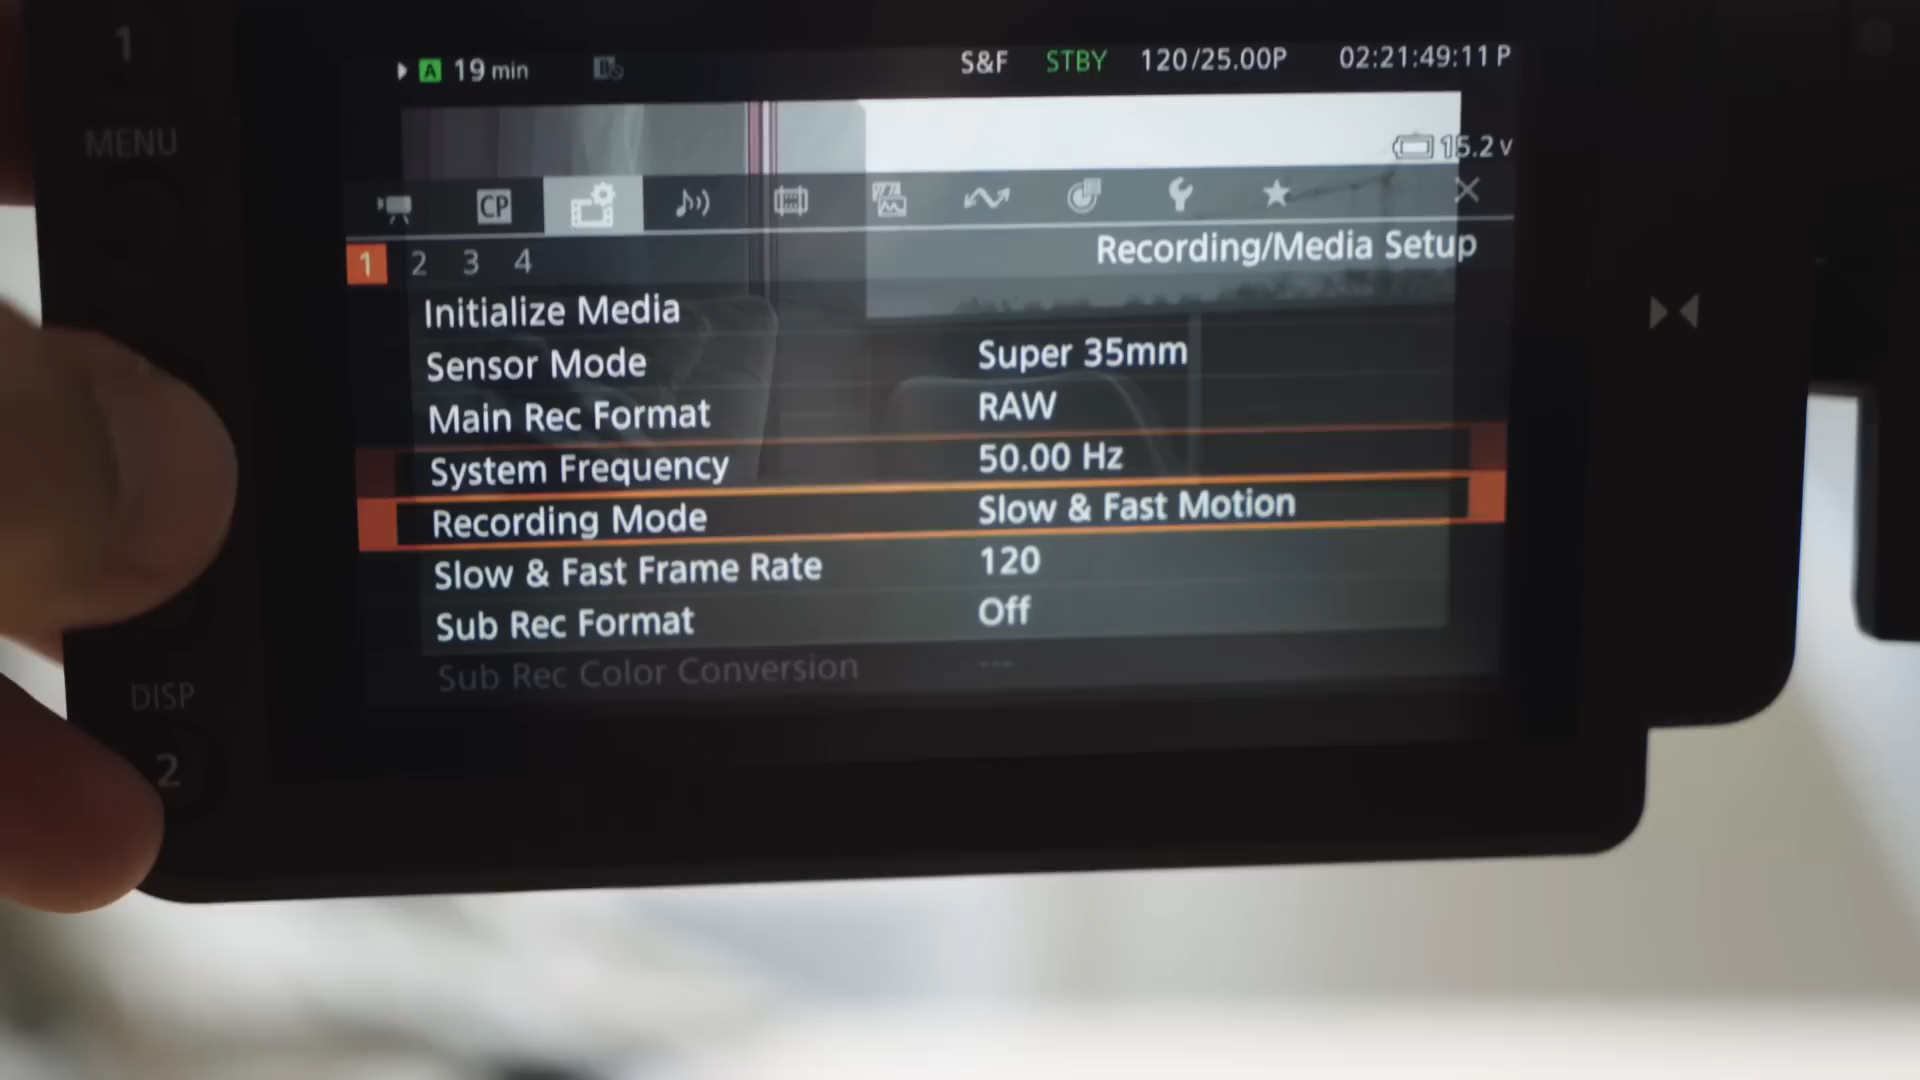 1
MENU
A 19 min
S&F STBY 120/25.00P 02:21:49:11 P
15.2 V
CP
1 2 3 4
Recording/Media Setup
Initialize Media
Sensor Mode Super 35mm
Main Rec Format RAW
System Frequency 50.00 Hz
Recording Mode Slow & Fast Motion
Slow & Fast Frame Rate 120
Sub Rec Format Off
Sub Rec Color Conversion ---
DISP
2